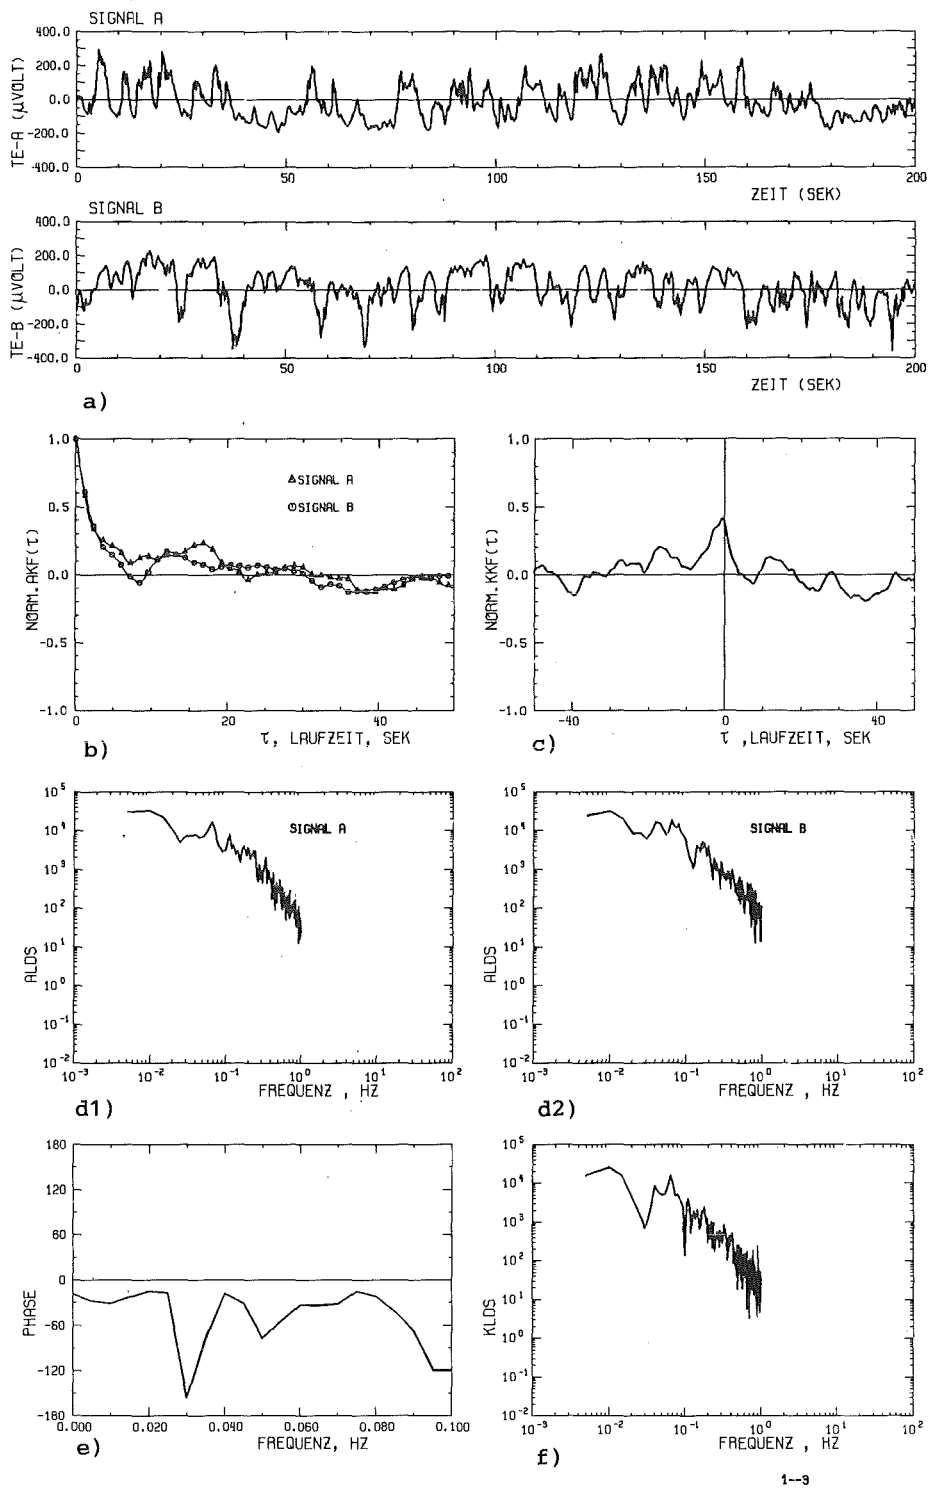 SIGNAL A
TE-A (µVOLT)
400.0
200.0
0.0
-200.0
-400.0
0 50 100 150 200
ZEIT (SEK)
SIGNAL B
TE-B (µVOLT)
400.0
200.0
0.0
-200.0
-400.0
0 50 100 150 200
ZEIT (SEK)
a)
NØRM.AKF(τ)
1.0
0.5
0.0
-0.5
-1.0
SIGNAL A
SIGNAL B
0 20 40
τ, LAUFZEIT, SEK
b)
NØRM.KKF(τ)
1.0
0.5
0.0
-0.5
-1.0
-40 0 40
τ ,LAUFZEIT, SEK
c)
ALDS
10^5
10^4
10^3
10^2
10^1
10^0
10^-1
10^-2
SIGNAL A
10^-3 10^-2 10^-1 10^0 10^1 10^2
FREQUENZ , HZ
d1)
ALDS
10^5
10^4
10^3
10^2
10^1
10^0
10^-1
10^-2
SIGNAL B
10^-3 10^-2 10^-1 10^0 10^1 10^2
FREQUENZ , HZ
d2)
PHASE
180
120
60
0
-60
-120
-180
0.000 0.020 0.040 0.060 0.080 0.100
FREQUENZ, HZ
e)
KLDS
10^5
10^4
10^3
10^2
10^1
10^0
10^-1
10^-2
10^-3 10^-2 10^-1 10^0 10^1 10^2
FREQUENZ, HZ
f)
1--9